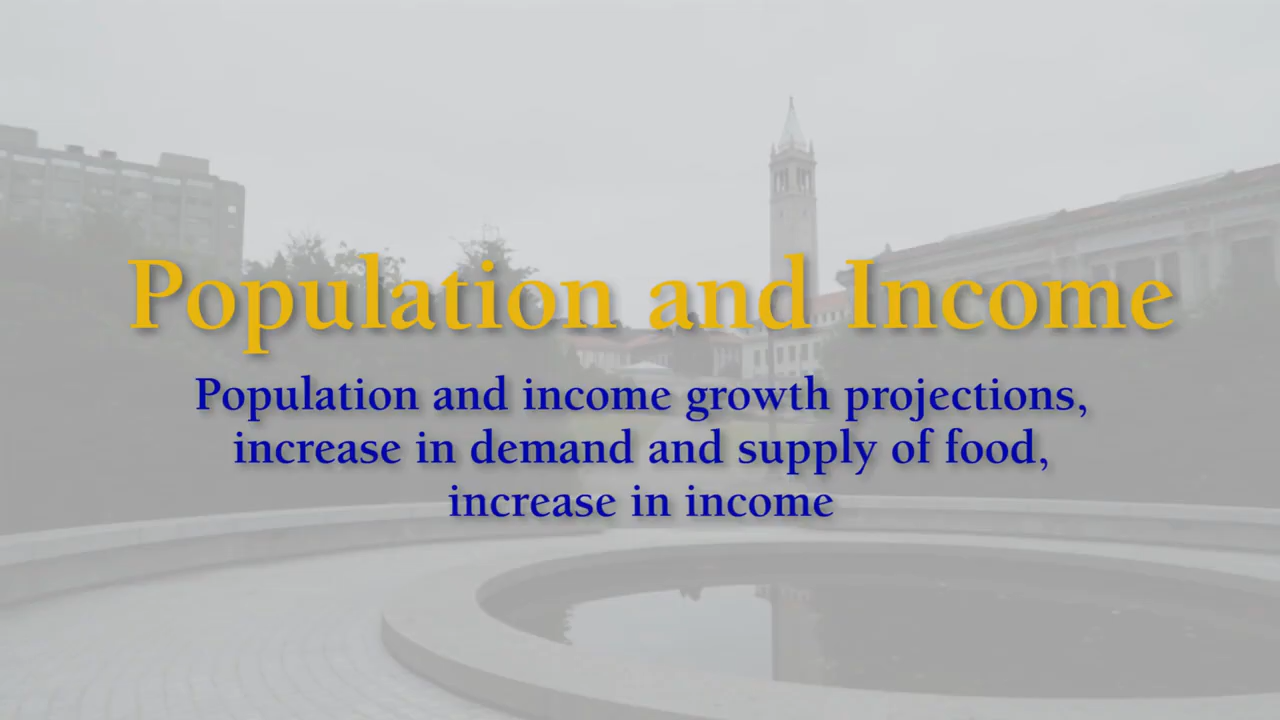 Population and Income
Population and income growth projections,
increase in demand and supply of food,
increase in income